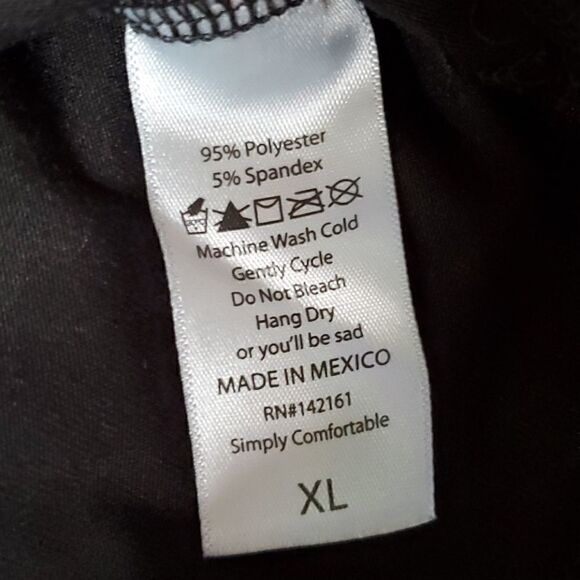 95% Polyester
5% Spandex
Machine Wash Cold
Gently Cycle
Do Not Bleach
Hang Dry
or you'll be sad
MADE IN MEXICO
RN#142161
Simply Comfortable
XL